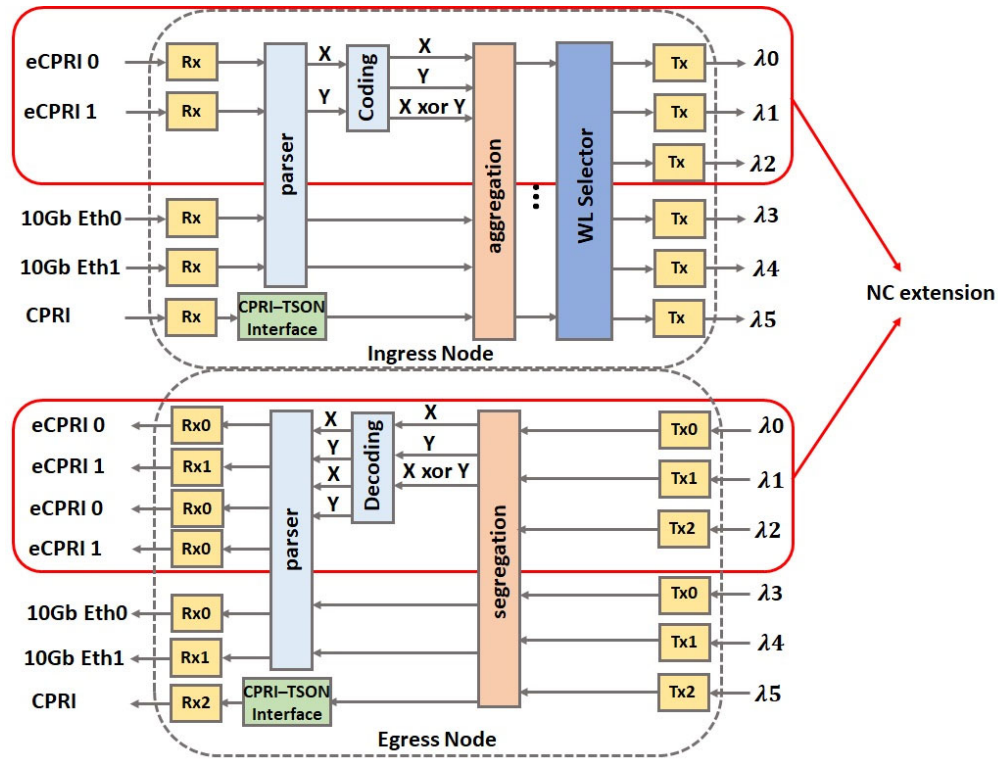 eCPRI 0
Rx
X
X
Tx
λ0
eCPRI 1
Rx
Y
Coding
Y
X xor Y
Tx
λ1
Tx
λ2
parser
aggregation
...
WL Selector
10Gb Eth0
Rx
Tx
λ3
10Gb Eth1
Rx
Tx
λ4
CPRI
Rx
CPRI–TSON
Interface
Tx
λ5
Ingress Node
NC extension
eCPRI 0
Rx0
X
X
Tx0
λ0
eCPRI 1
Rx1
Y
Decoding
Y
X
X xor Y
Tx1
λ1
eCPRI 0
Rx0
Y
Tx2
λ2
eCPRI 1
Rx0
parser
segregation
10Gb Eth0
Rx0
Tx0
λ3
10Gb Eth1
Rx1
Tx1
λ4
CPRI
Rx2
CPRI–TSON
Interface
Tx2
λ5
Egress Node